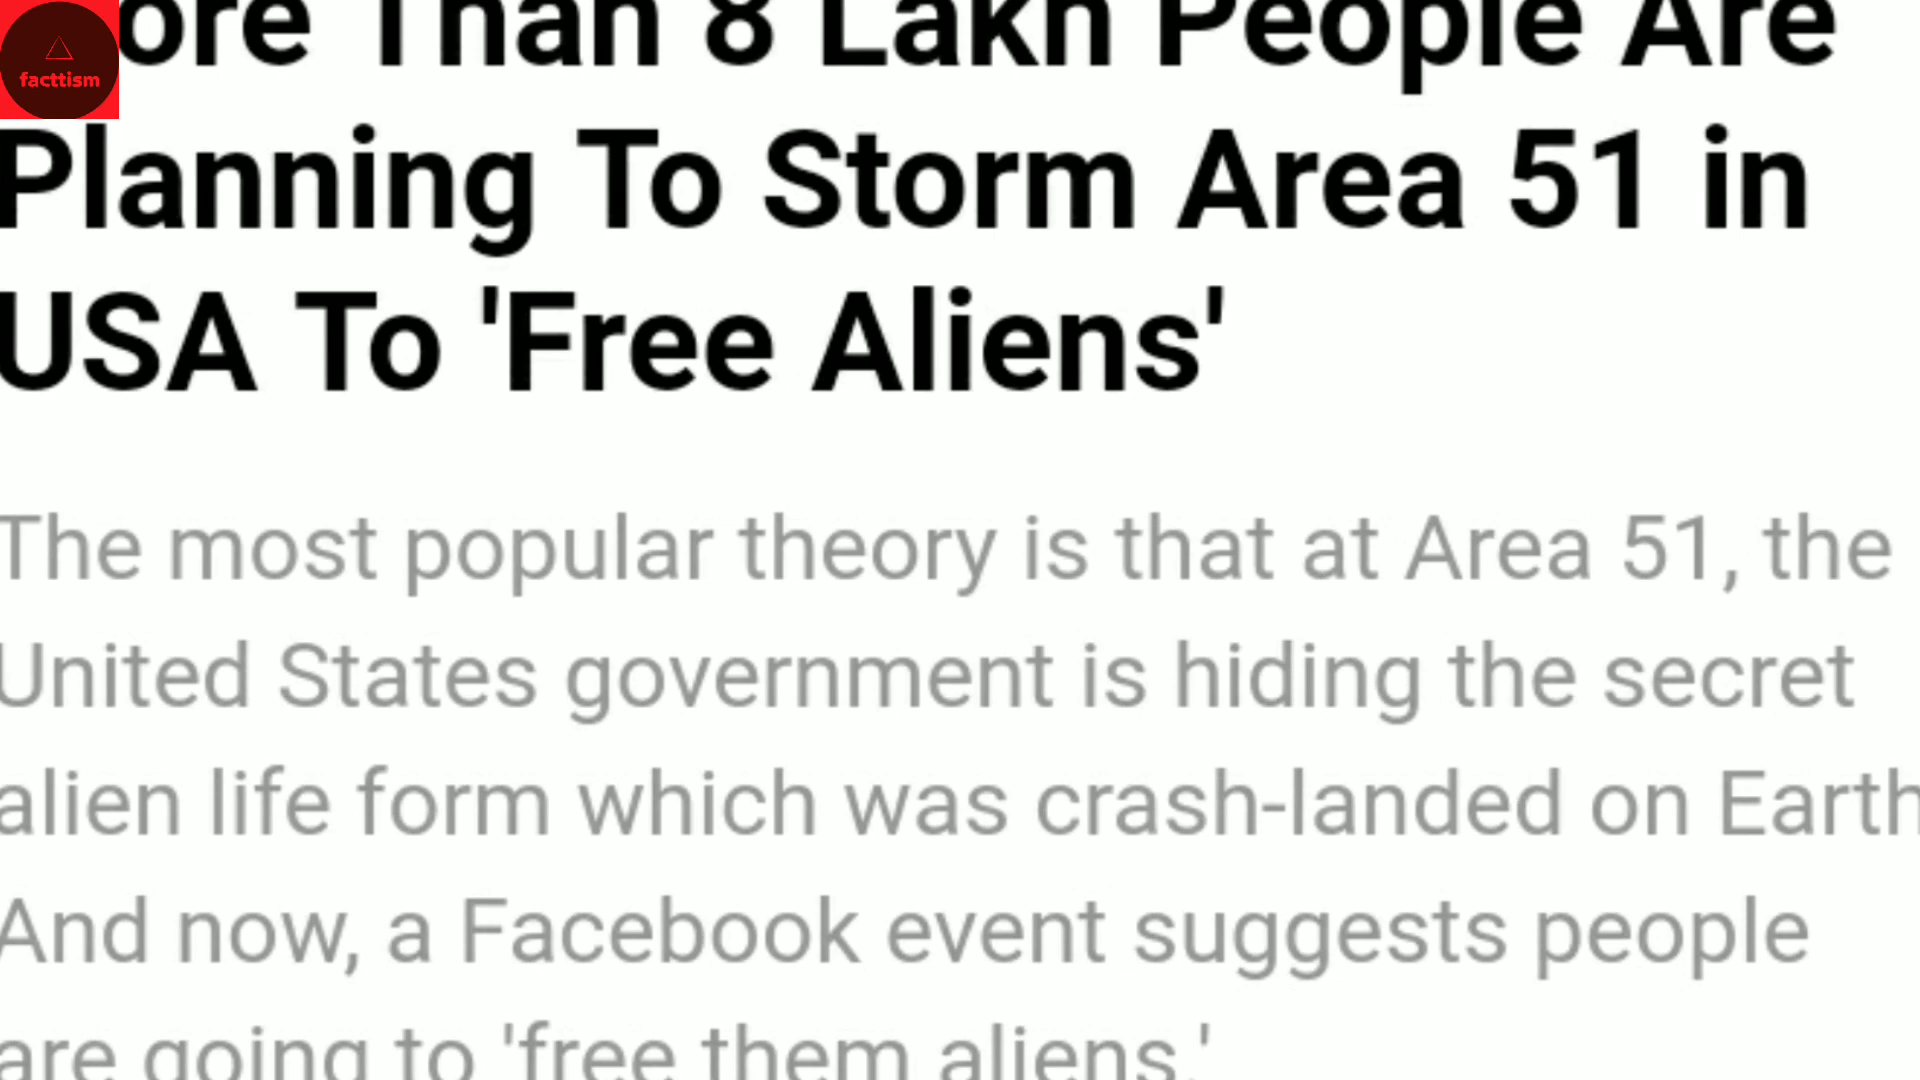 facttism
ore Than 8 Lakh People Are
Planning To Storm Area 51 in
USA To 'Free Aliens'
The most popular theory is that at Area 51, the
United States government is hiding the secret
alien life form which was crash-landed on Earth
And now, a Facebook event suggests people
are going to 'free them aliens.'